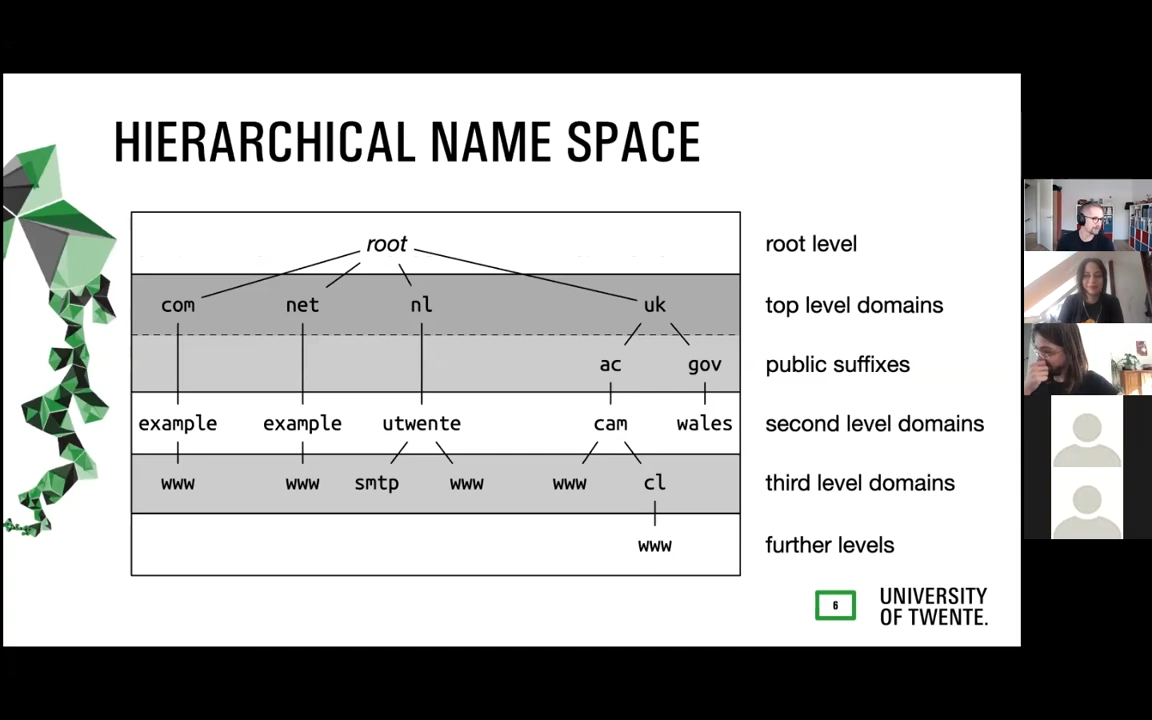 HIERARCHICAL NAME SPACE
root root level
com net nl uk top level domains
ac gov public suffixes
example example utwente cam wales second level domains
www www smtp www www cl third level domains
www further levels
6
UNIVERSITY
OF TWENTE.